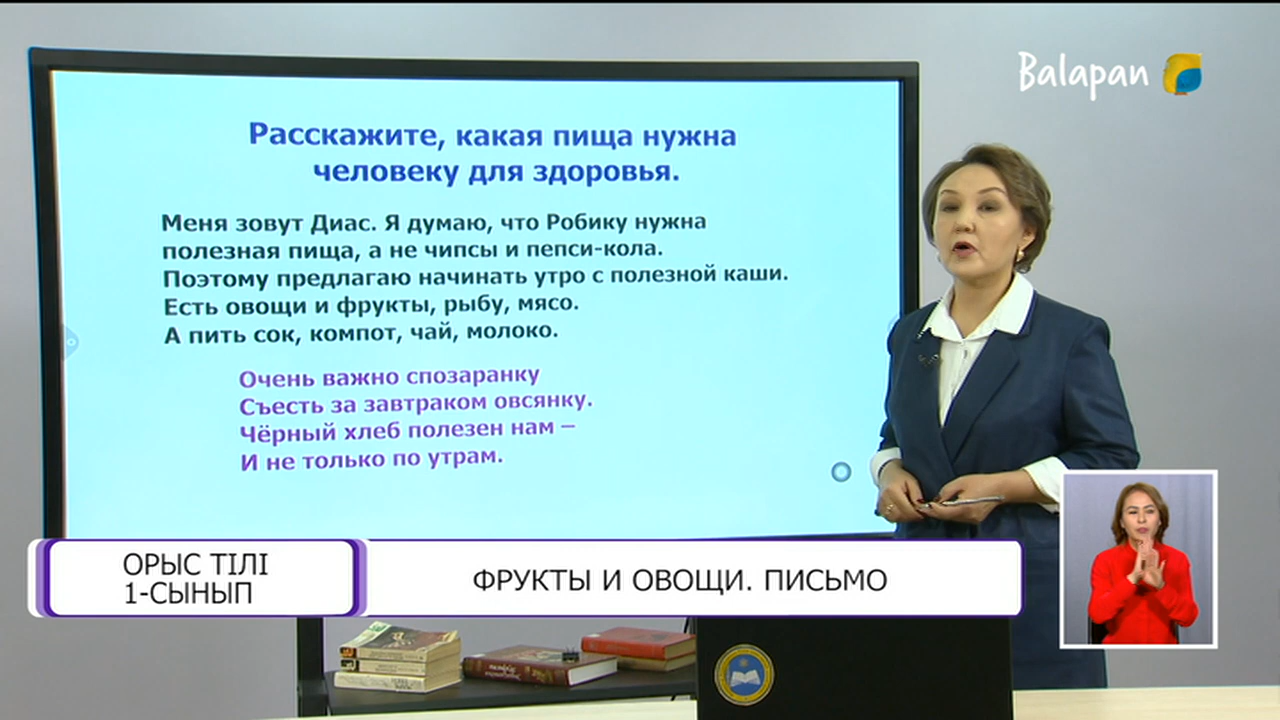 Balapan
Расскажите, какая пища нужна
человеку для здоровья.
Меня зовут Диас. Я думаю, что Робику нужна
полезная пища, а не чипсы и пепси-кола.
Поэтому предлагаю начинать утро с полезной каши.
Есть овощи и фрукты, рыбу, мясо.
А пить сок, компот, чай, молоко.
Очень важно спозаранку
Съесть за завтраком овсянку.
Чёрный хлеб полезен нам –
И не только по утрам.
ОРЫС ТІЛІ
1-СЫНЫП
ФРУКТЫ И ОВОЩИ. ПИСЬМО